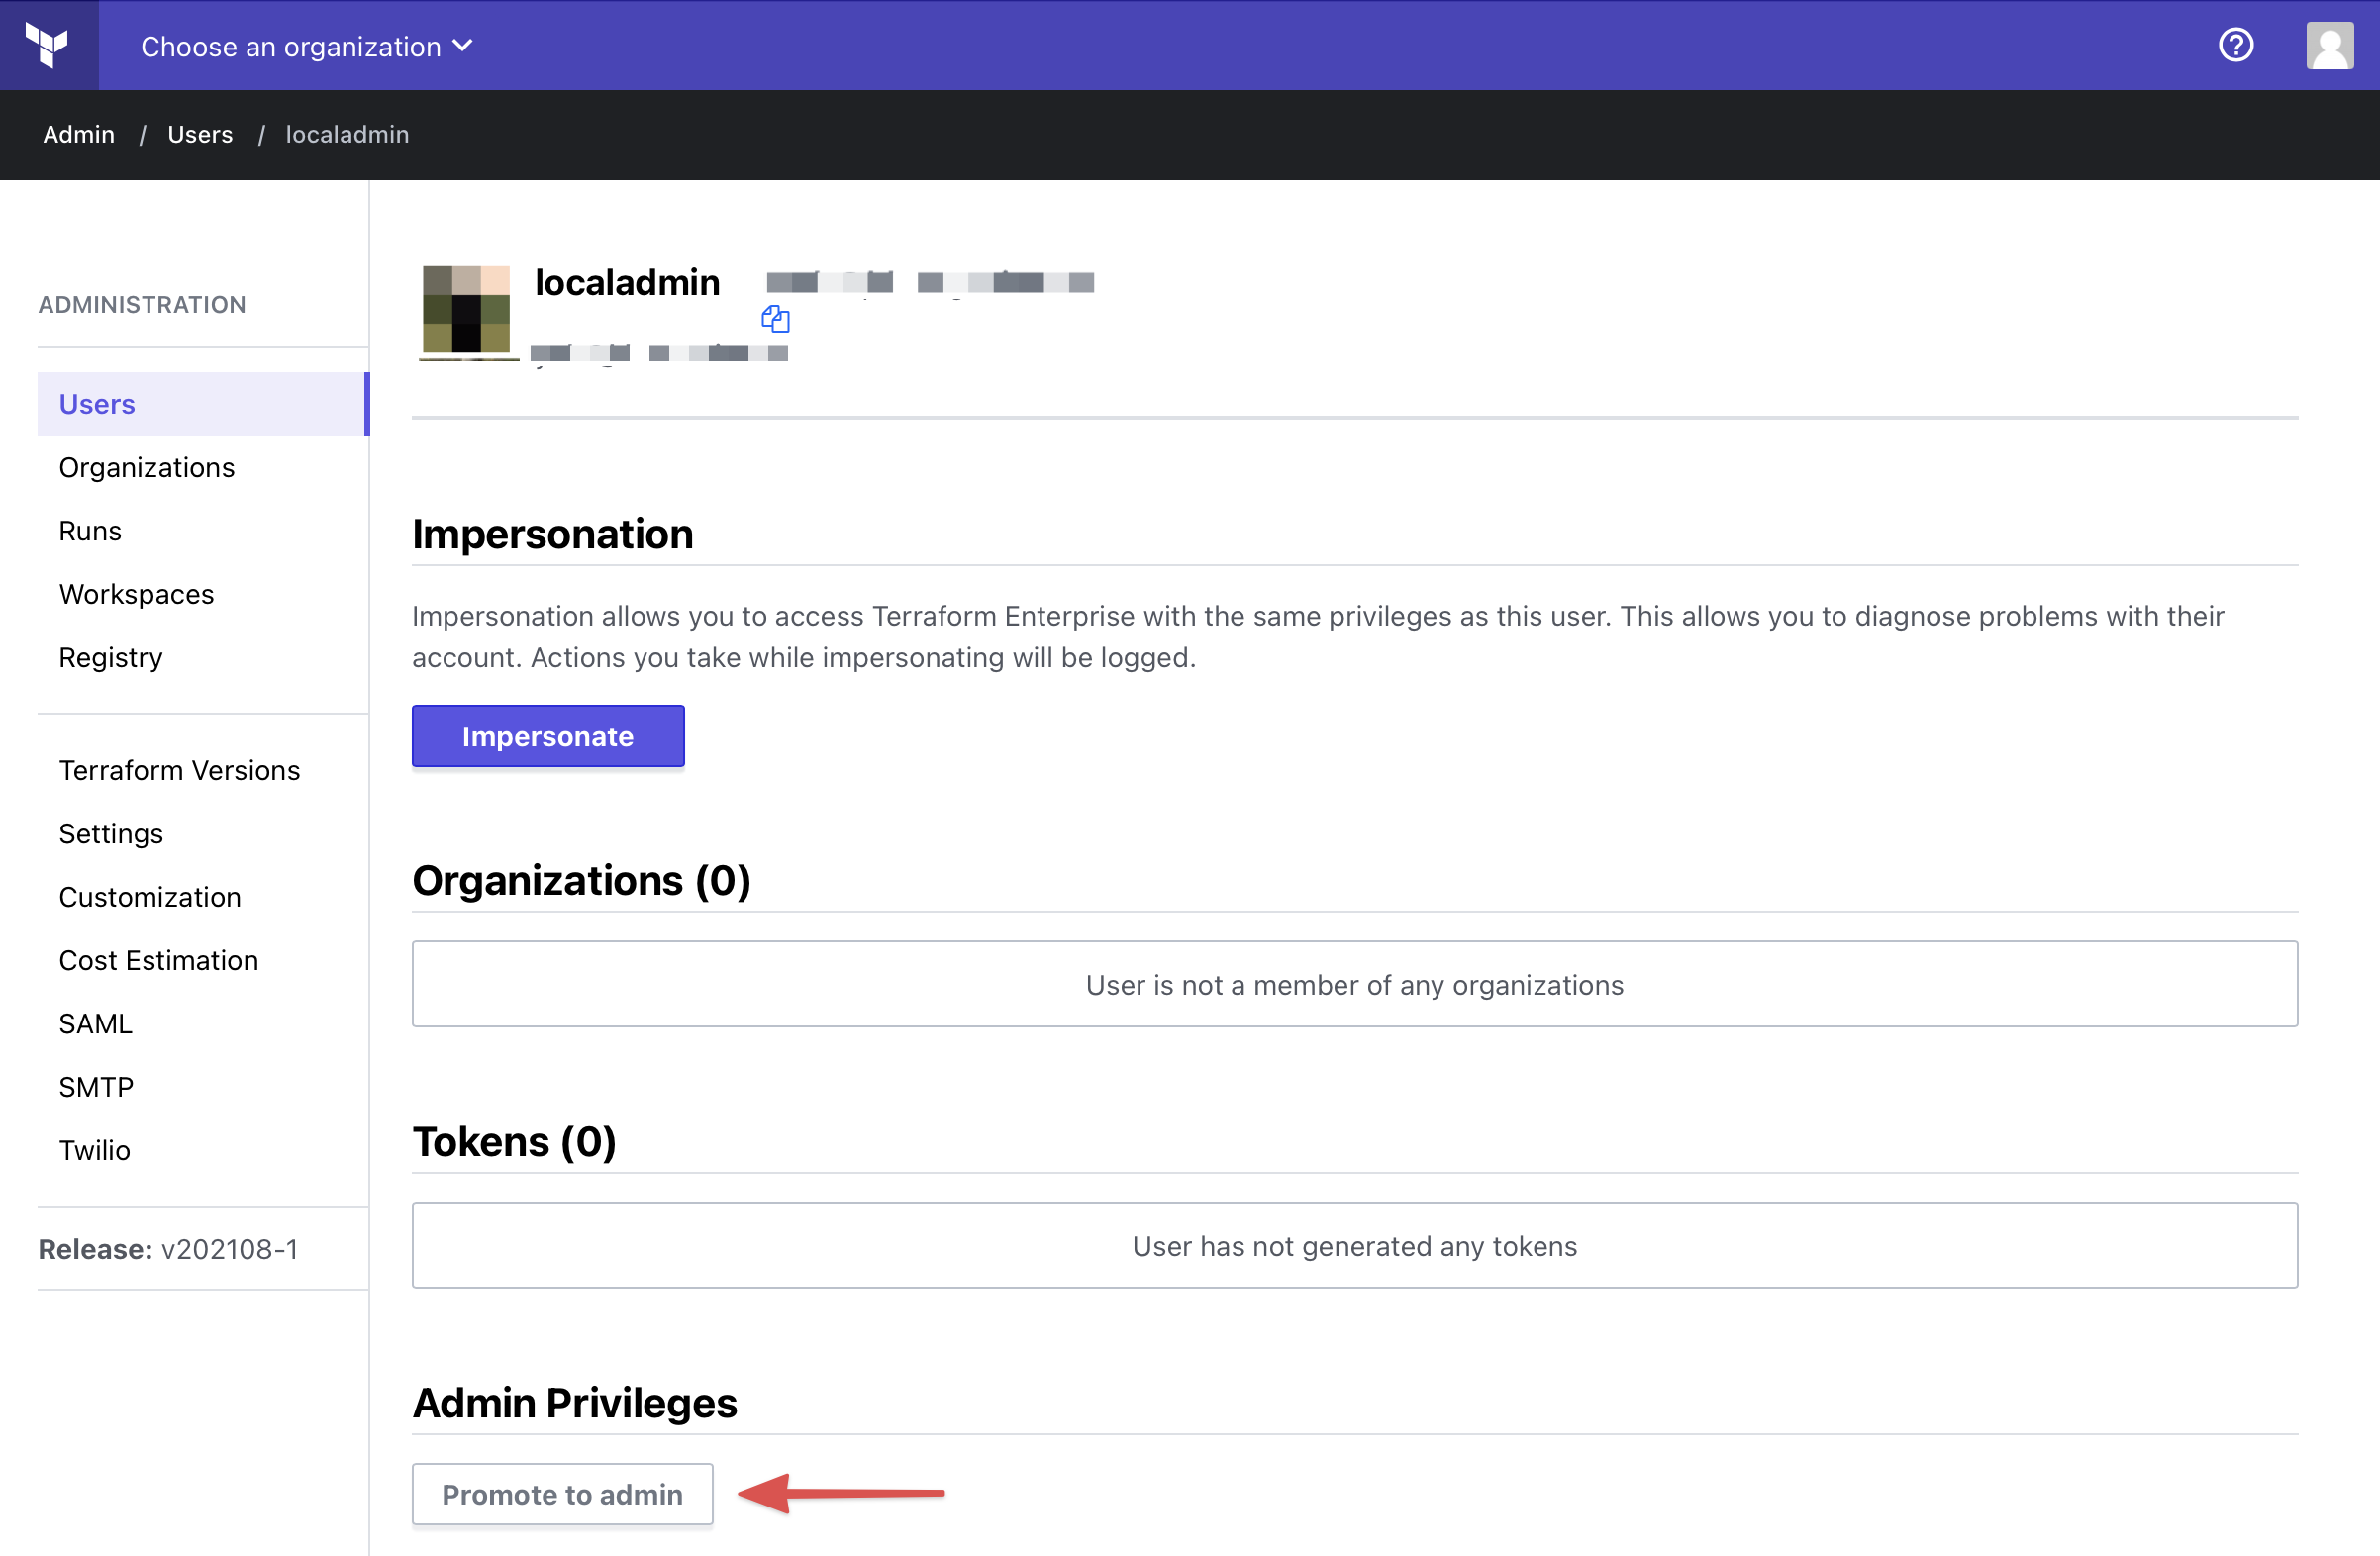 Choose an organization
Admin / Users / localadmin
ADMINISTRATION
Users
Organizations
Runs
Workspaces
Registry
Terraform Versions
Settings
Customization
Cost Estimation
SAML
SMTP
Twilio
Release: v202108-1
localadmin
Impersonation
Impersonation allows you to access Terraform Enterprise with the same privileges as this user. This allows you to diagnose problems with their
account. Actions you take while impersonating will be logged.
Impersonate
Organizations (0)
User is not a member of any organizations
Tokens (0)
User has not generated any tokens
Admin Privileges
Promote to admin